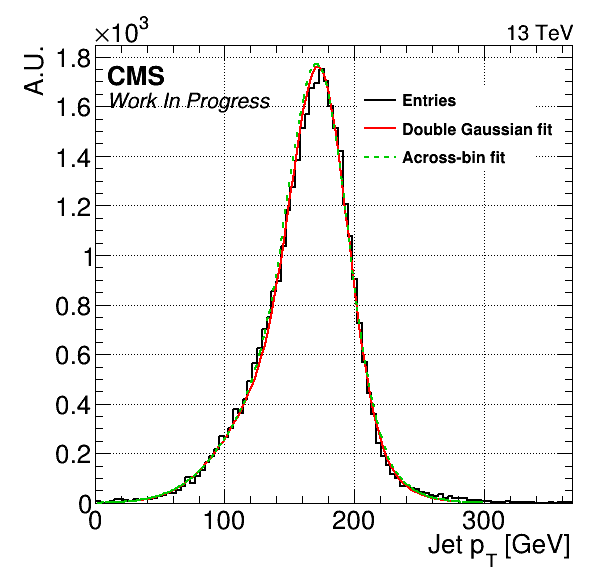 ×10³ 13 TeV
A.U.
CMS
Work In Progress
Entries
Double Gaussian fit
Across-bin fit
1.8
1.6
1.4
1.2
1
0.8
0.6
0.4
0.2
0
0 100 200 300
Jet p_T [GeV]